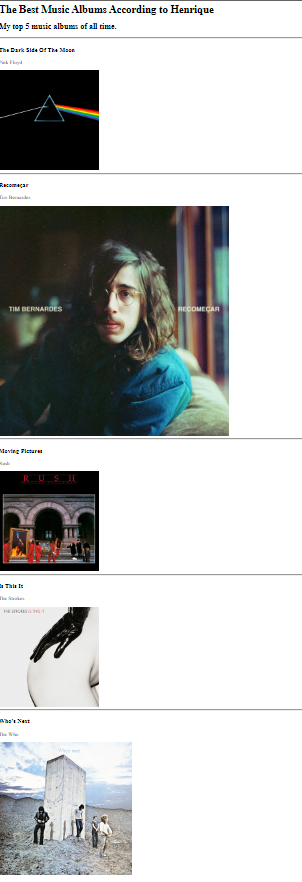 The Best Music Albums According to Henrique
My top 5 music albums of all time.
The Dark Side Of The Moon
Pink Floyd
Recomeçar
Tim Bernardes
TIM BERNARDES RECOMEÇAR
Moving Pictures
Rush
RUSH
Is This It
The Strokes
THE STROKES IS THIS IT
Who's Next
The Who
Who's next